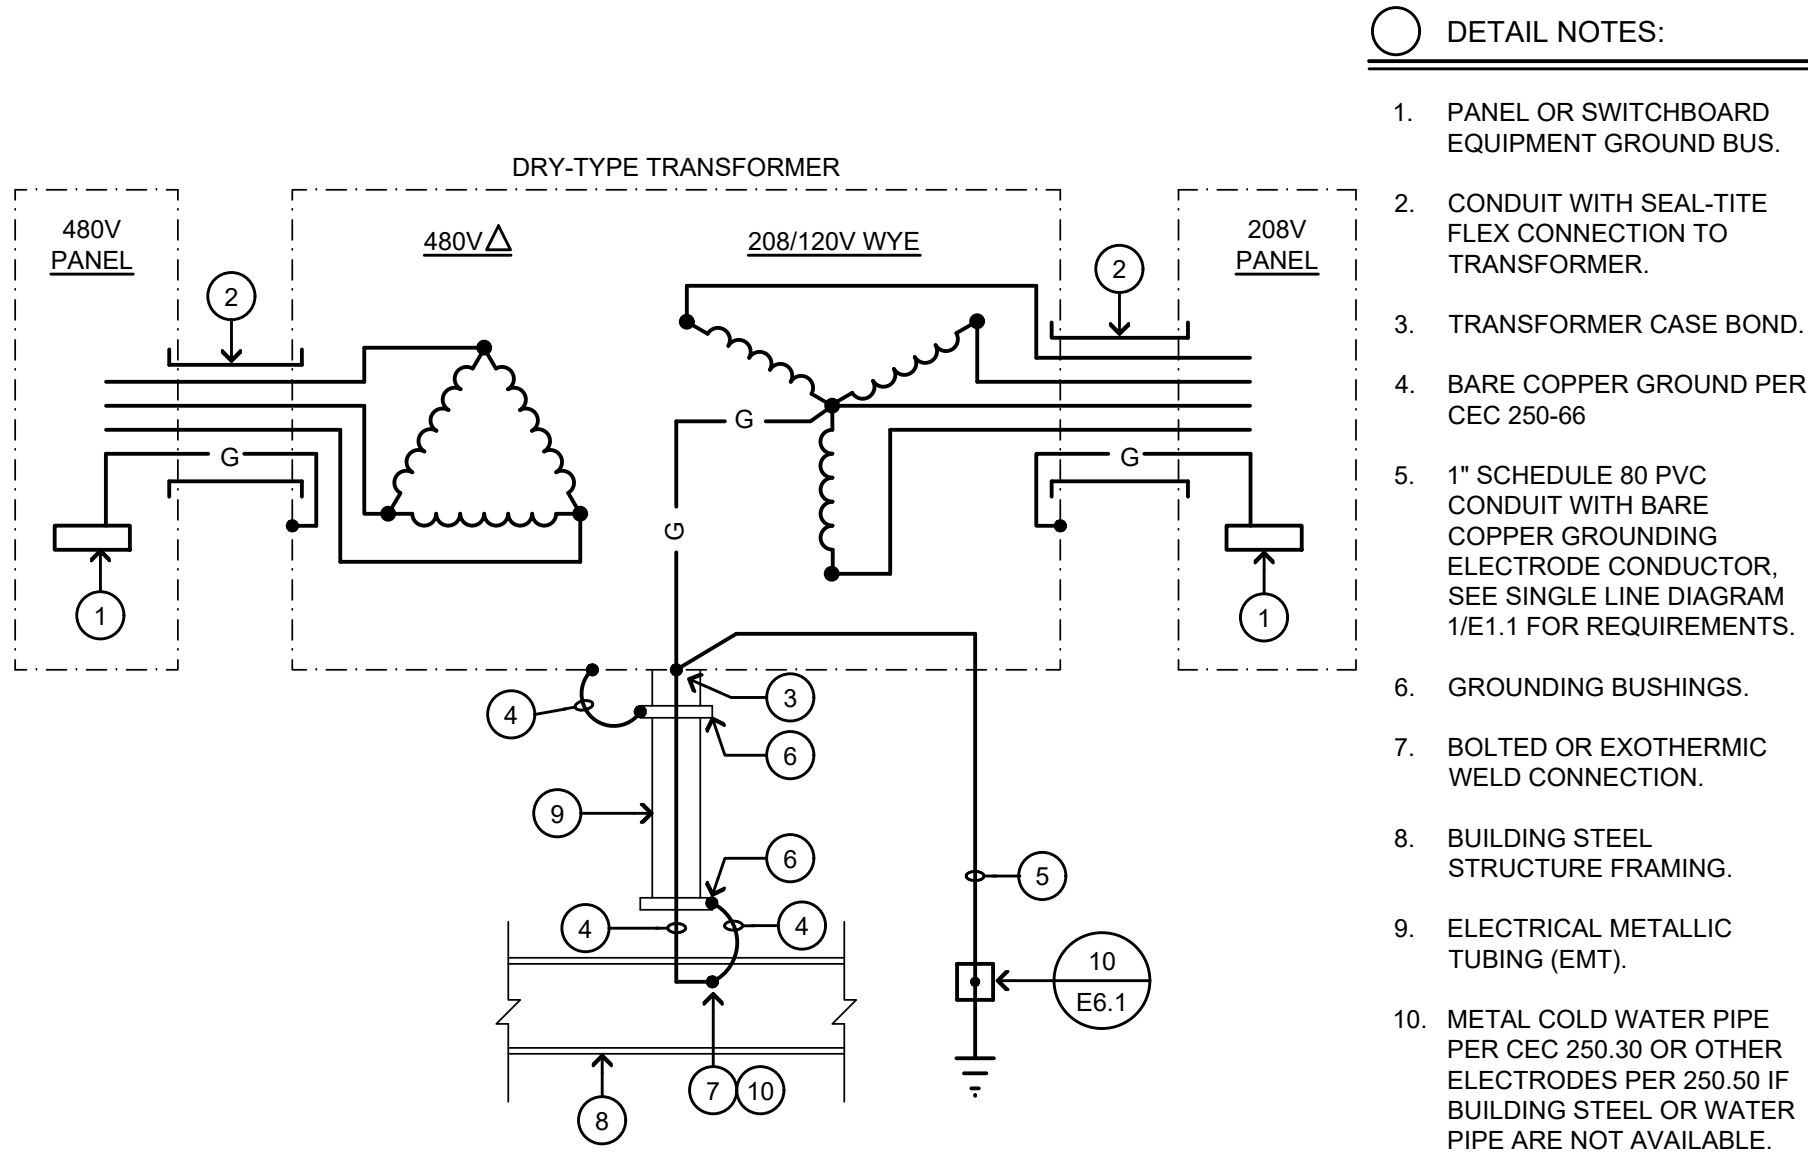 DETAIL NOTES:
1. PANEL OR SWITCHBOARD
EQUIPMENT GROUND BUS.
2. CONDUIT WITH SEAL-TITE
FLEX CONNECTION TO
TRANSFORMER.
3. TRANSFORMER CASE BOND.
4. BARE COPPER GROUND PER
CEC 250-66
5. 1" SCHEDULE 80 PVC
CONDUIT WITH BARE
COPPER GROUNDING
ELECTRODE CONDUCTOR,
SEE SINGLE LINE DIAGRAM
1/E1.1 FOR REQUIREMENTS.
6. GROUNDING BUSHINGS.
7. BOLTED OR EXOTHERMIC
WELD CONNECTION.
8. BUILDING STEEL
STRUCTURE FRAMING.
9. ELECTRICAL METALLIC
TUBING (EMT).
10. METAL COLD WATER PIPE
PER CEC 250.30 OR OTHER
ELECTRODES PER 250.50 IF
BUILDING STEEL OR WATER
PIPE ARE NOT AVAILABLE.
DRY-TYPE TRANSFORMER
480V
PANEL
480V△
208/120V WYE
208V
PANEL
2
2
G
G
G
G
1
1
3
4
6
9
6
5
4
4
10
E6.1
7
10
8